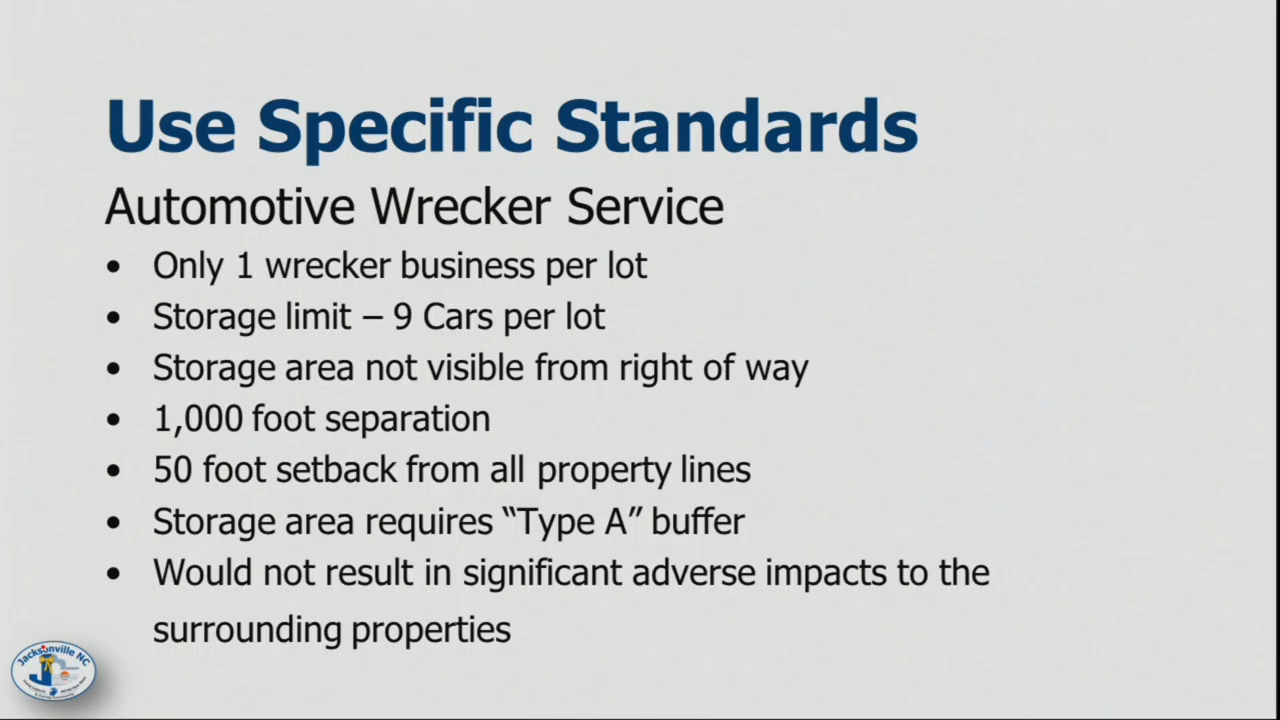 Use Specific Standards
Automotive Wrecker Service
• Only 1 wrecker business per lot
• Storage limit – 9 Cars per lot
• Storage area not visible from right of way
• 1,000 foot separation
• 50 foot setback from all property lines
• Storage area requires “Type A” buffer
• Would not result in significant adverse impacts to the
surrounding properties
Jacksonville NC